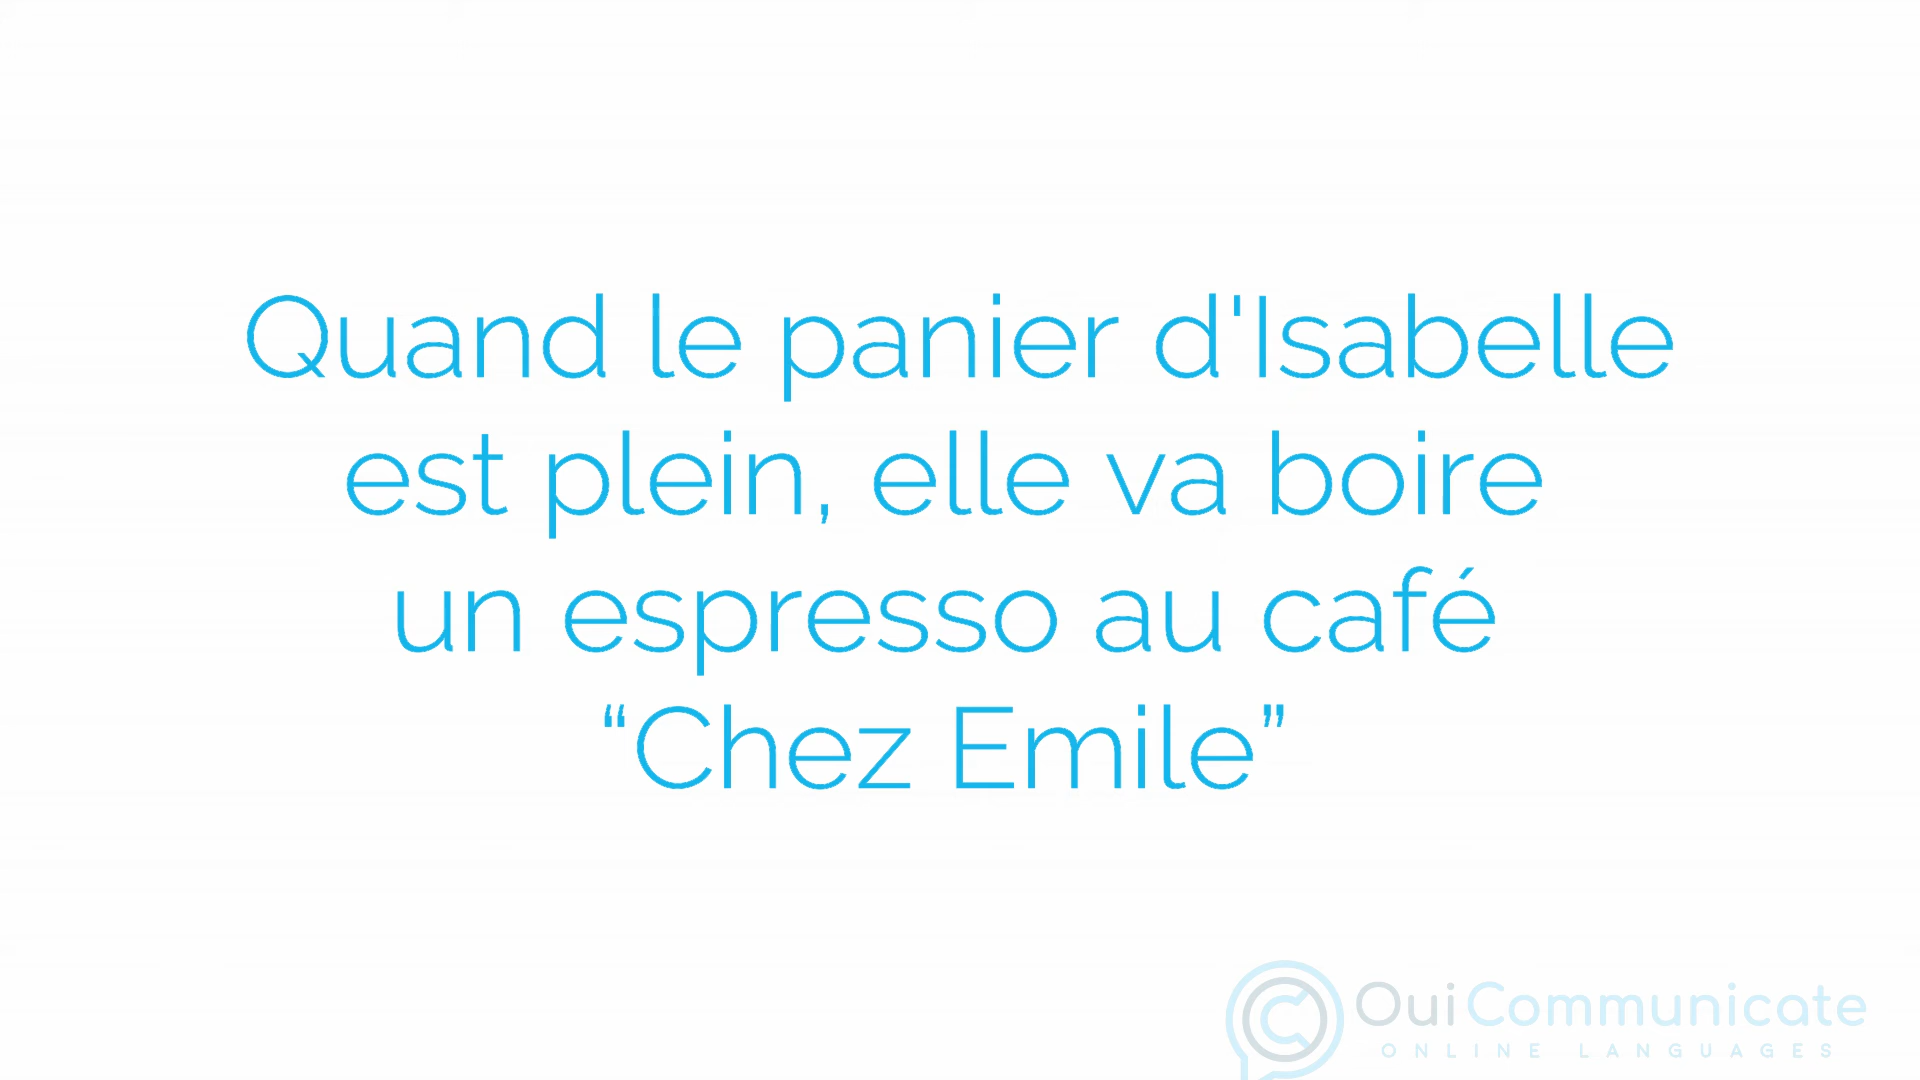 Quand le panier d'Isabelle
est plein, elle va boire
un espresso au café
“Chez Emile”
OuiCommunicate
ONLINE LANGUAGES